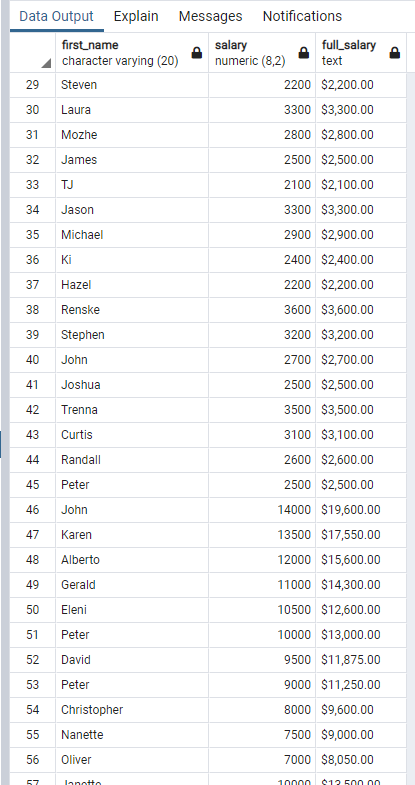 Data Output Explain Messages Notifications
first_name salary full_salary
character varying (20) numeric (8,2) text
29 Steven 2200 $2,200.00
30 Laura 3300 $3,300.00
31 Mozhe 2800 $2,800.00
32 James 2500 $2,500.00
33 TJ 2100 $2,100.00
34 Jason 3300 $3,300.00
35 Michael 2900 $2,900.00
36 Ki 2400 $2,400.00
37 Hazel 2200 $2,200.00
38 Renske 3600 $3,600.00
39 Stephen 3200 $3,200.00
40 John 2700 $2,700.00
41 Joshua 2500 $2,500.00
42 Trenna 3500 $3,500.00
43 Curtis 3100 $3,100.00
44 Randall 2600 $2,600.00
45 Peter 2500 $2,500.00
46 John 14000 $19,600.00
47 Karen 13500 $17,550.00
48 Alberto 12000 $15,600.00
49 Gerald 11000 $14,300.00
50 Eleni 10500 $12,600.00
51 Peter 10000 $13,000.00
52 David 9500 $11,875.00
53 Peter 9000 $11,250.00
54 Christopher 8000 $9,600.00
55 Nanette 7500 $9,000.00
56 Oliver 7000 $8,050.00
57 Janette 10000 $13,500.00